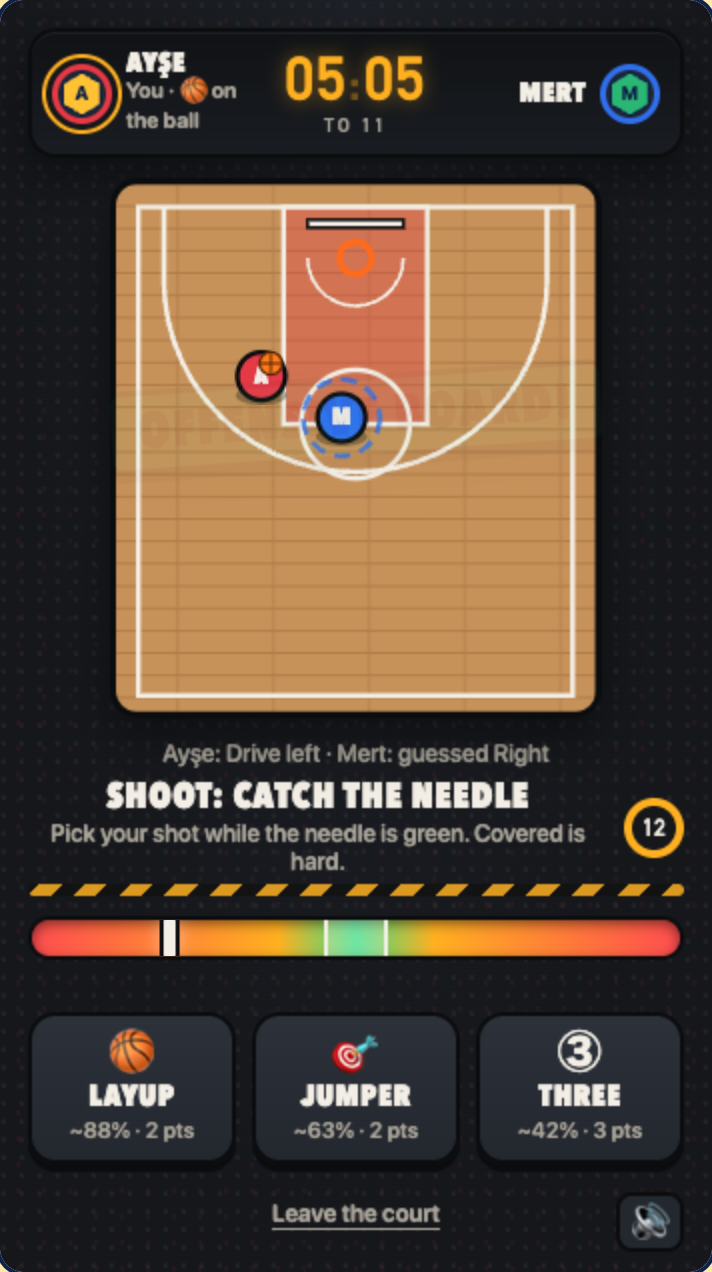 AYŞE
You · 🏀 on
the ball
A
05:05
TO 11
MERT
M
A
M
Ayşe: Drive left · Mert: guessed Right
SHOOT: CATCH THE NEEDLE
Pick your shot while the needle is green. Covered is
hard.
12
LAYUP
~88% · 2 pts
JUMPER
~63% · 2 pts
3
THREE
~42% · 3 pts
Leave the court